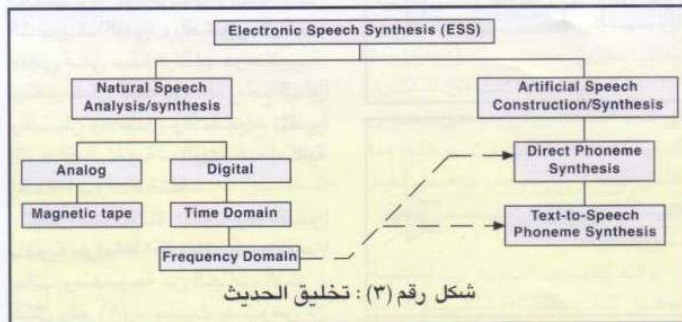 Electronic Speech Synthesis (ESS)
Natural Speech
Analysis/synthesis
Artificial Speech
Construction/Synthesis
Analog
Digital
Direct Phoneme
Synthesis
Magnetic tape
Time Domain
Text-to-Speech
Phoneme Synthesis
Frequency Domain
شكل رقم (٣) : تخليق الحديث